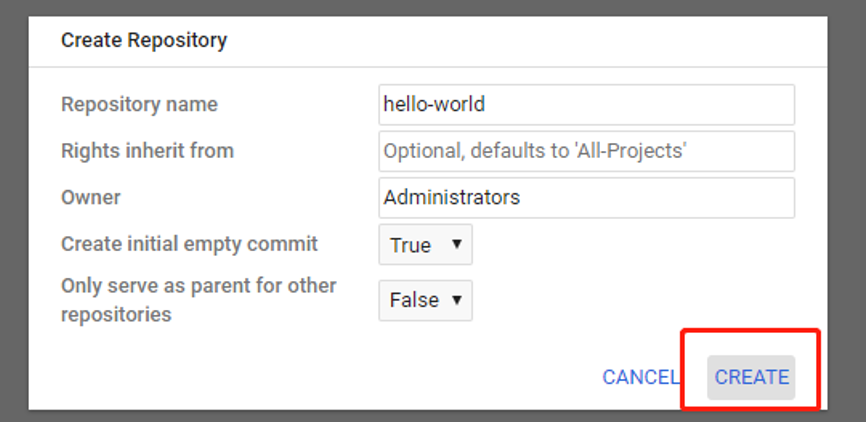 Create Repository
Repository name hello-world
Rights inherit from Optional, defaults to 'All-Projects'
Owner Administrators
Create initial empty commit True
Only serve as parent for other
repositories False
CANCEL CREATE